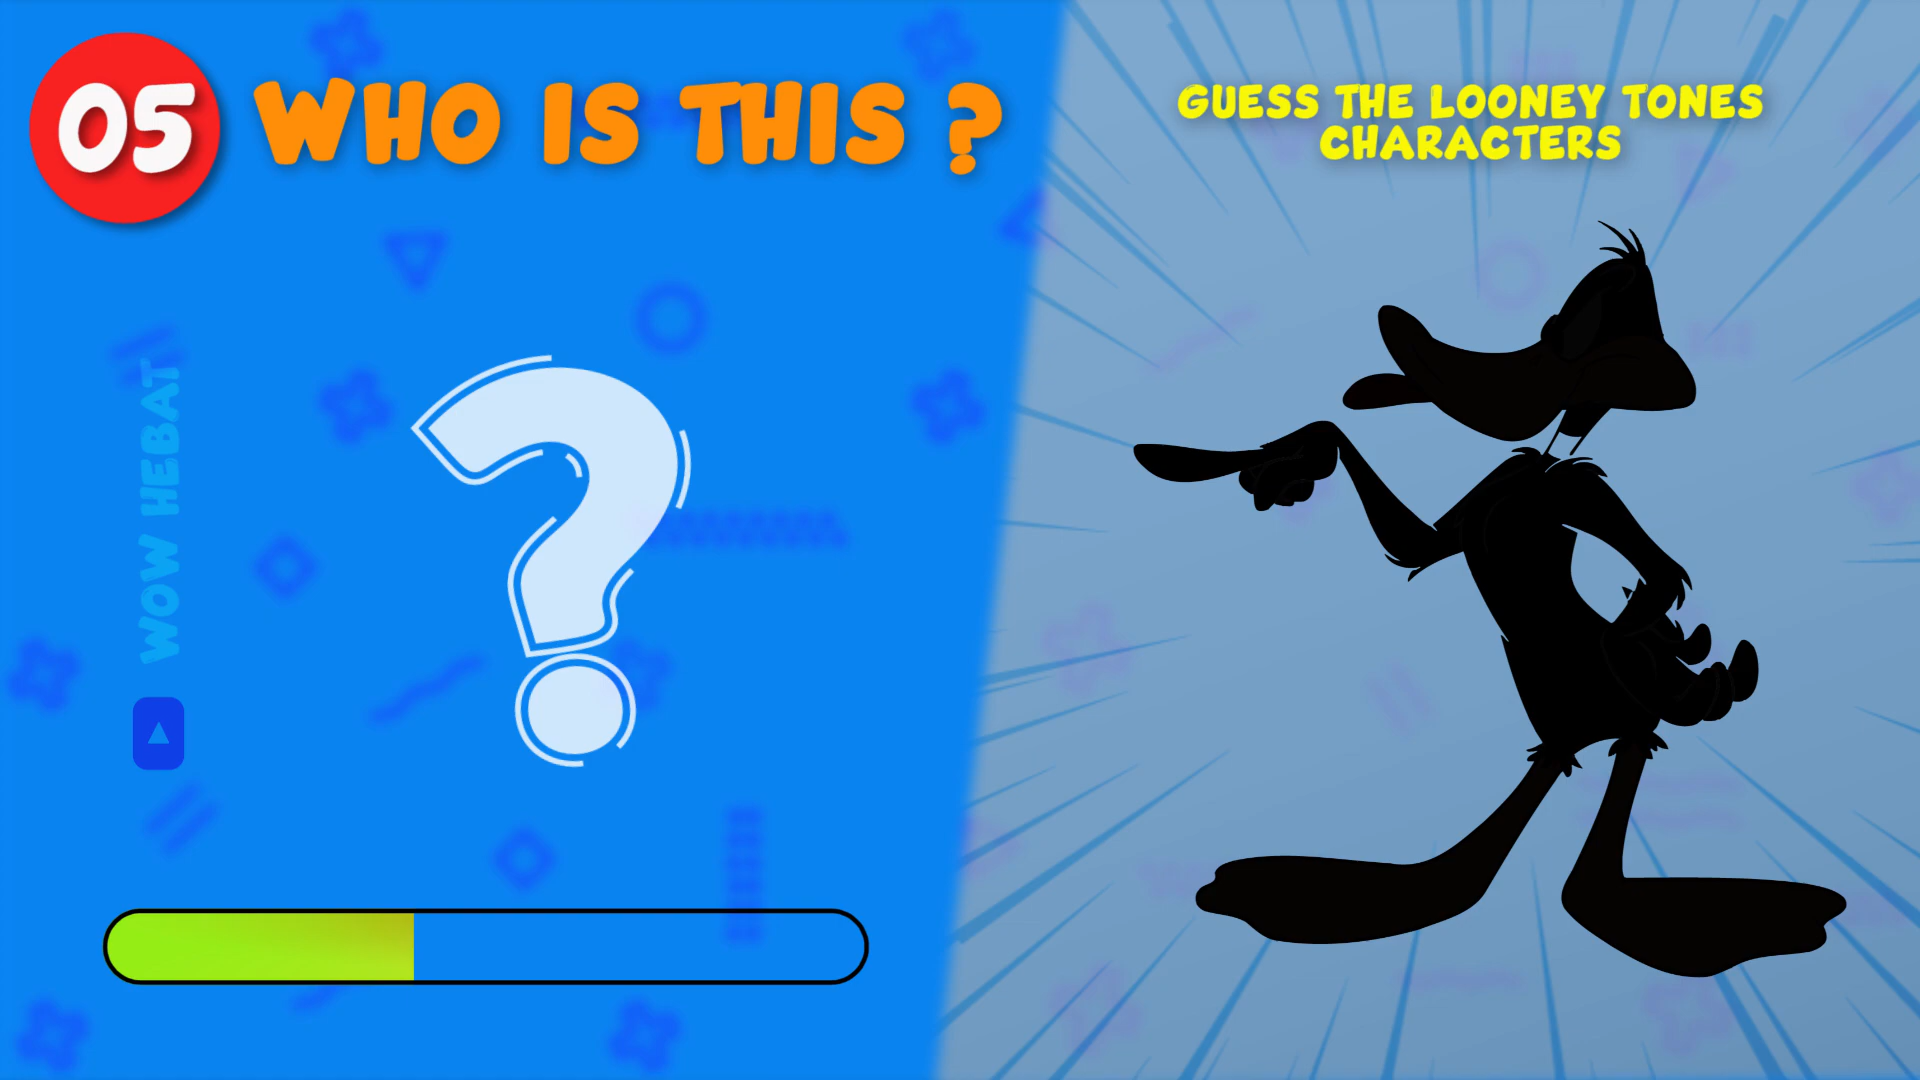 05
WHO IS THIS ?
GUESS THE LOONEY TONES
CHARACTERS
WOW HEBAT